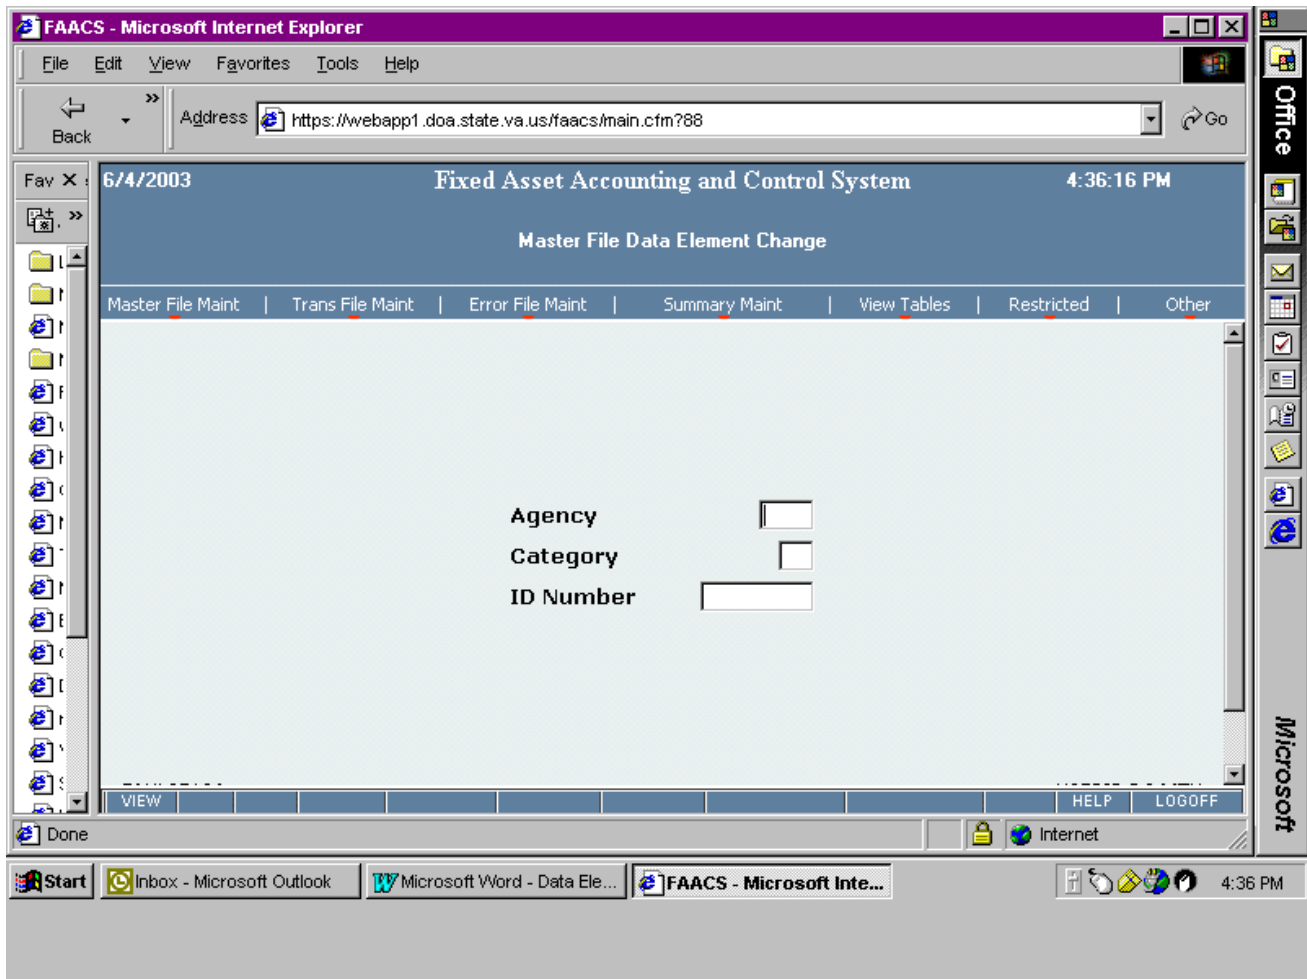 FAACS - Microsoft Internet Explorer
File Edit View Favorites Tools Help
Back » Address https://webapp1.doa.state.va.us/faacs/main.cfm?88 Go
Office
Fav X
6/4/2003 Fixed Asset Accounting and Control System 4:36:16 PM
Master File Data Element Change
Master File Maint | Trans File Maint | Error File Maint | Summary Maint | View Tables | Restricted | Other
Agency
Category
ID Number
VIEW HELP LOGOFF
Microsoft
Done Internet
Start Inbox - Microsoft Outlook Microsoft Word - Data Ele... FAACS - Microsoft Inte... 4:36 PM